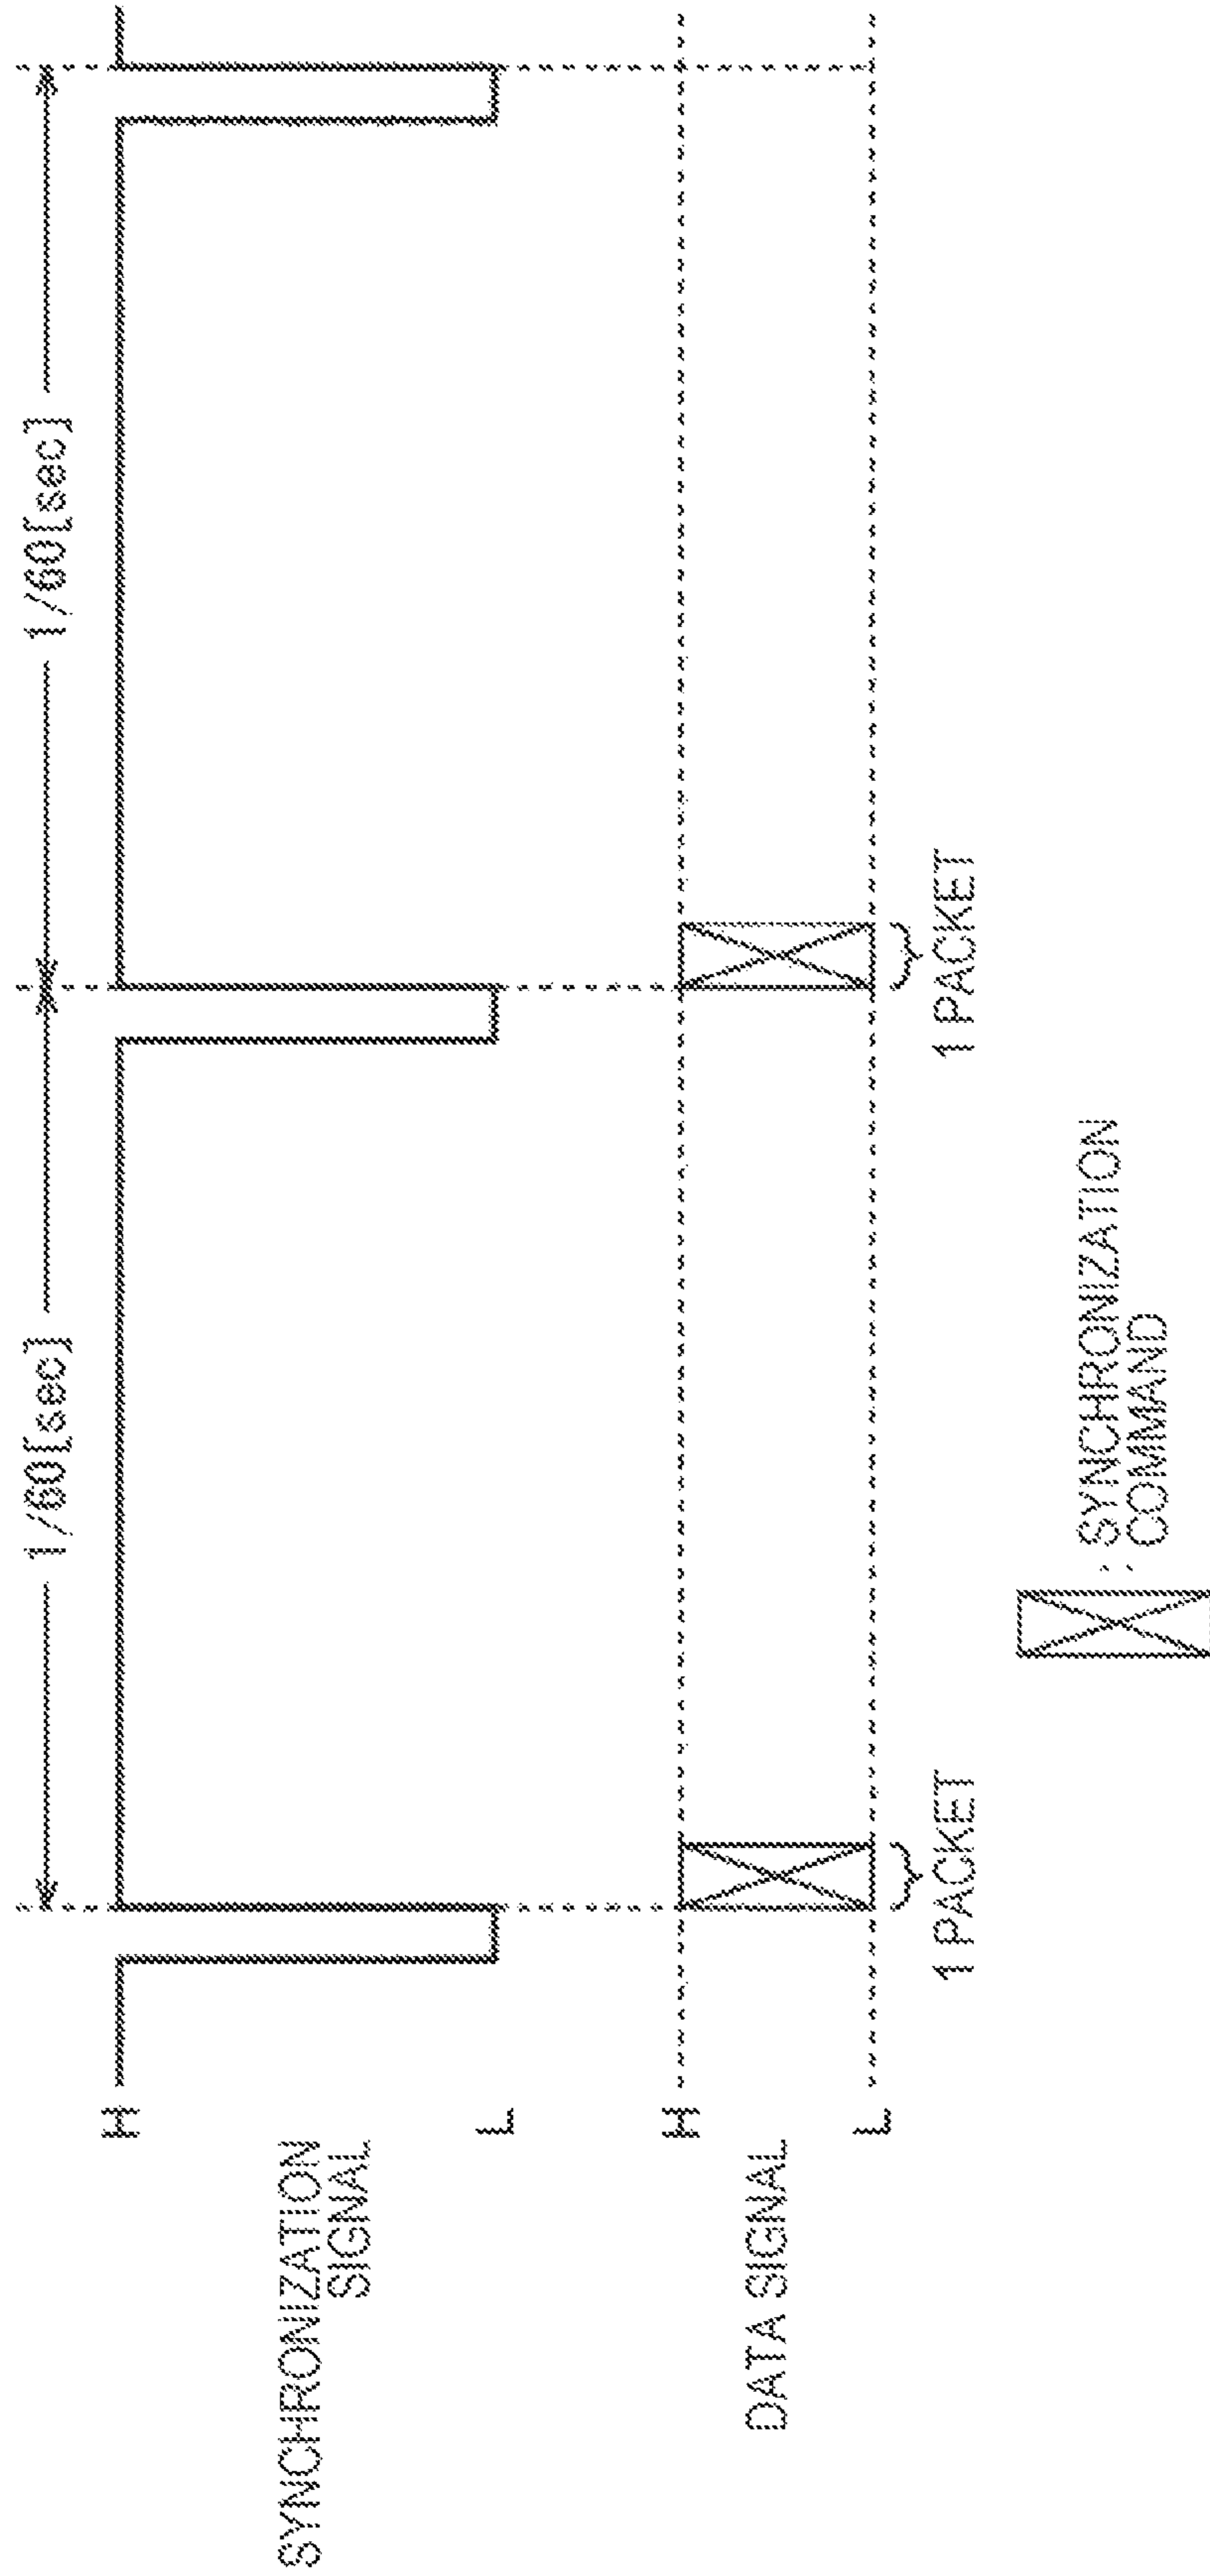 1/60[sec]
1/60[sec]
H
SYNCHRONIZATION
SIGNAL
L
H
DATA SIGNAL
L
1 PACKET
1 PACKET
: SYNCHRONIZATION
COMMAND